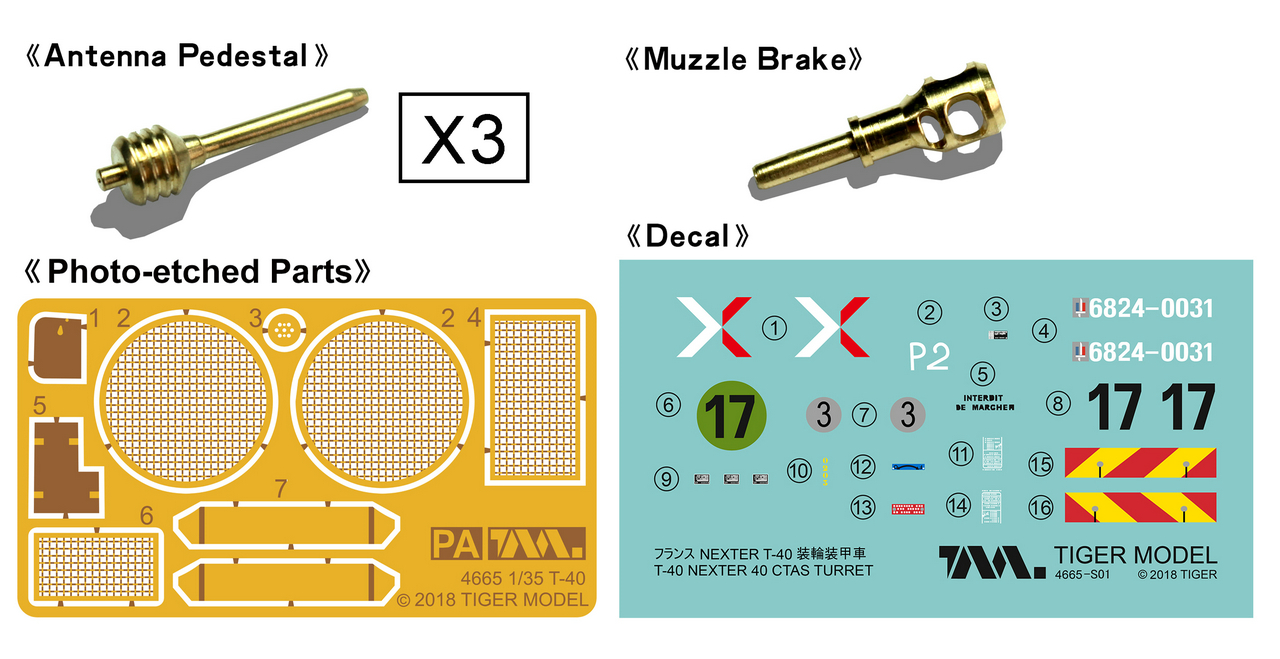 《Antenna Pedestal》
X3
《Muzzle Brake》
《Photo-etched Parts》
1
2
3
2
4
5
6
7
PA TM.
4665 1/35 T-40
© 2018 TIGER MODEL
《Decal》
①
②
③
④
6824-0031
6824-0031
P2
⑤
INTERDIT
DE MARCHER
⑥
17
3
⑦
3
⑧
17 17
⑨
⑩
⑪
⑫
⑬
⑭
⑮
⑯
フランス NEXTER T-40 装輪装甲車
T-40 NEXTER 40 CTAS TURRET
TM.
TIGER MODEL
4665-S01 © 2018 TIGER